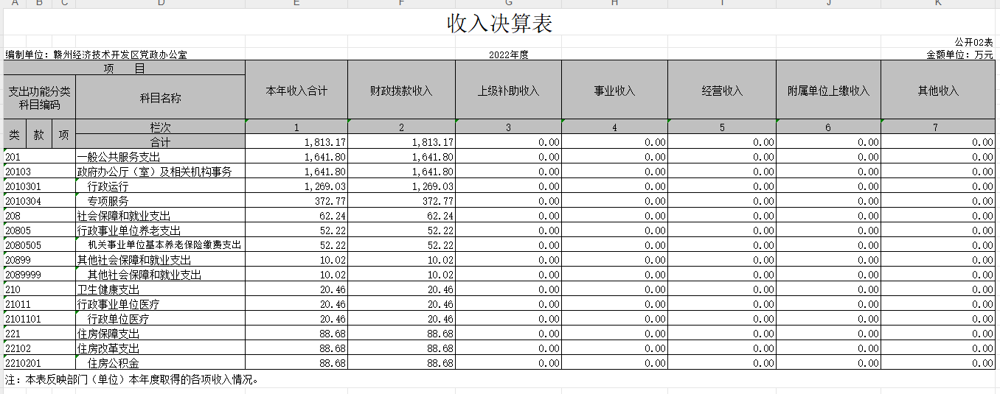 A B C D E F G H I J K
收入决算表
公开02表
编制单位：赣州经济技术开发区党政办公室 2022年度 金额单位：万元
项 目 本年收入合计 财政拨款收入 上级补助收入 事业收入 经营收入 附属单位上缴收入 其他收入
支出功能分类科目编码 科目名称
类 款 项 栏次 1 2 3 4 5 6 7
合计 1,813.17 1,813.17 0.00 0.00 0.00 0.00 0.00
201 一般公共服务支出 1,641.80 1,641.80 0.00 0.00 0.00 0.00 0.00
20103 政府办公厅（室）及相关机构事务 1,641.80 1,641.80 0.00 0.00 0.00 0.00 0.00
2010301 行政运行 1,269.03 1,269.03 0.00 0.00 0.00 0.00 0.00
2010304 专项服务 372.77 372.77 0.00 0.00 0.00 0.00 0.00
208 社会保障和就业支出 62.24 62.24 0.00 0.00 0.00 0.00 0.00
20805 行政事业单位养老支出 52.22 52.22 0.00 0.00 0.00 0.00 0.00
2080505 机关事业单位基本养老保险缴费支出 52.22 52.22 0.00 0.00 0.00 0.00 0.00
20899 其他社会保障和就业支出 10.02 10.02 0.00 0.00 0.00 0.00 0.00
2089999 其他社会保障和就业支出 10.02 10.02 0.00 0.00 0.00 0.00 0.00
210 卫生健康支出 20.46 20.46 0.00 0.00 0.00 0.00 0.00
21011 行政事业单位医疗 20.46 20.46 0.00 0.00 0.00 0.00 0.00
2101101 行政单位医疗 20.46 20.46 0.00 0.00 0.00 0.00 0.00
221 住房保障支出 88.68 88.68 0.00 0.00 0.00 0.00 0.00
22102 住房改革支出 88.68 88.68 0.00 0.00 0.00 0.00 0.00
2210201 住房公积金 88.68 88.68 0.00 0.00 0.00 0.00 0.00
注：本表反映部门（单位）本年度取得的各项收入情况。